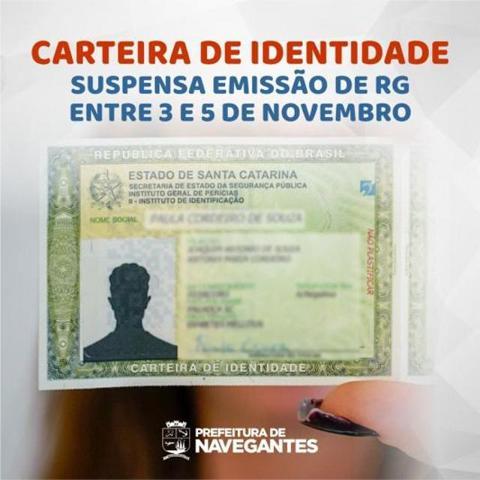 CARTEIRA DE IDENTIDADE
SUSPENSA EMISSÃO DE RG
ENTRE 3 E 5 DE NOVEMBRO
REPÚBLICA FEDERATIVA DO BRASIL
ESTADO DE SANTA CATARINA
SECRETARIA DE ESTADO DA SEGURANÇA PÚBLICA
INSTITUTO GERAL DE PERÍCIAS
II - INSTITUTO DE IDENTIFICAÇÃO
NOME SOCIAL
PAULA CORDEIRO DE SOUZA
NÃO PLASTIFICAR
CARTEIRA DE IDENTIDADE
PREFEITURA DE
NAVEGANTES